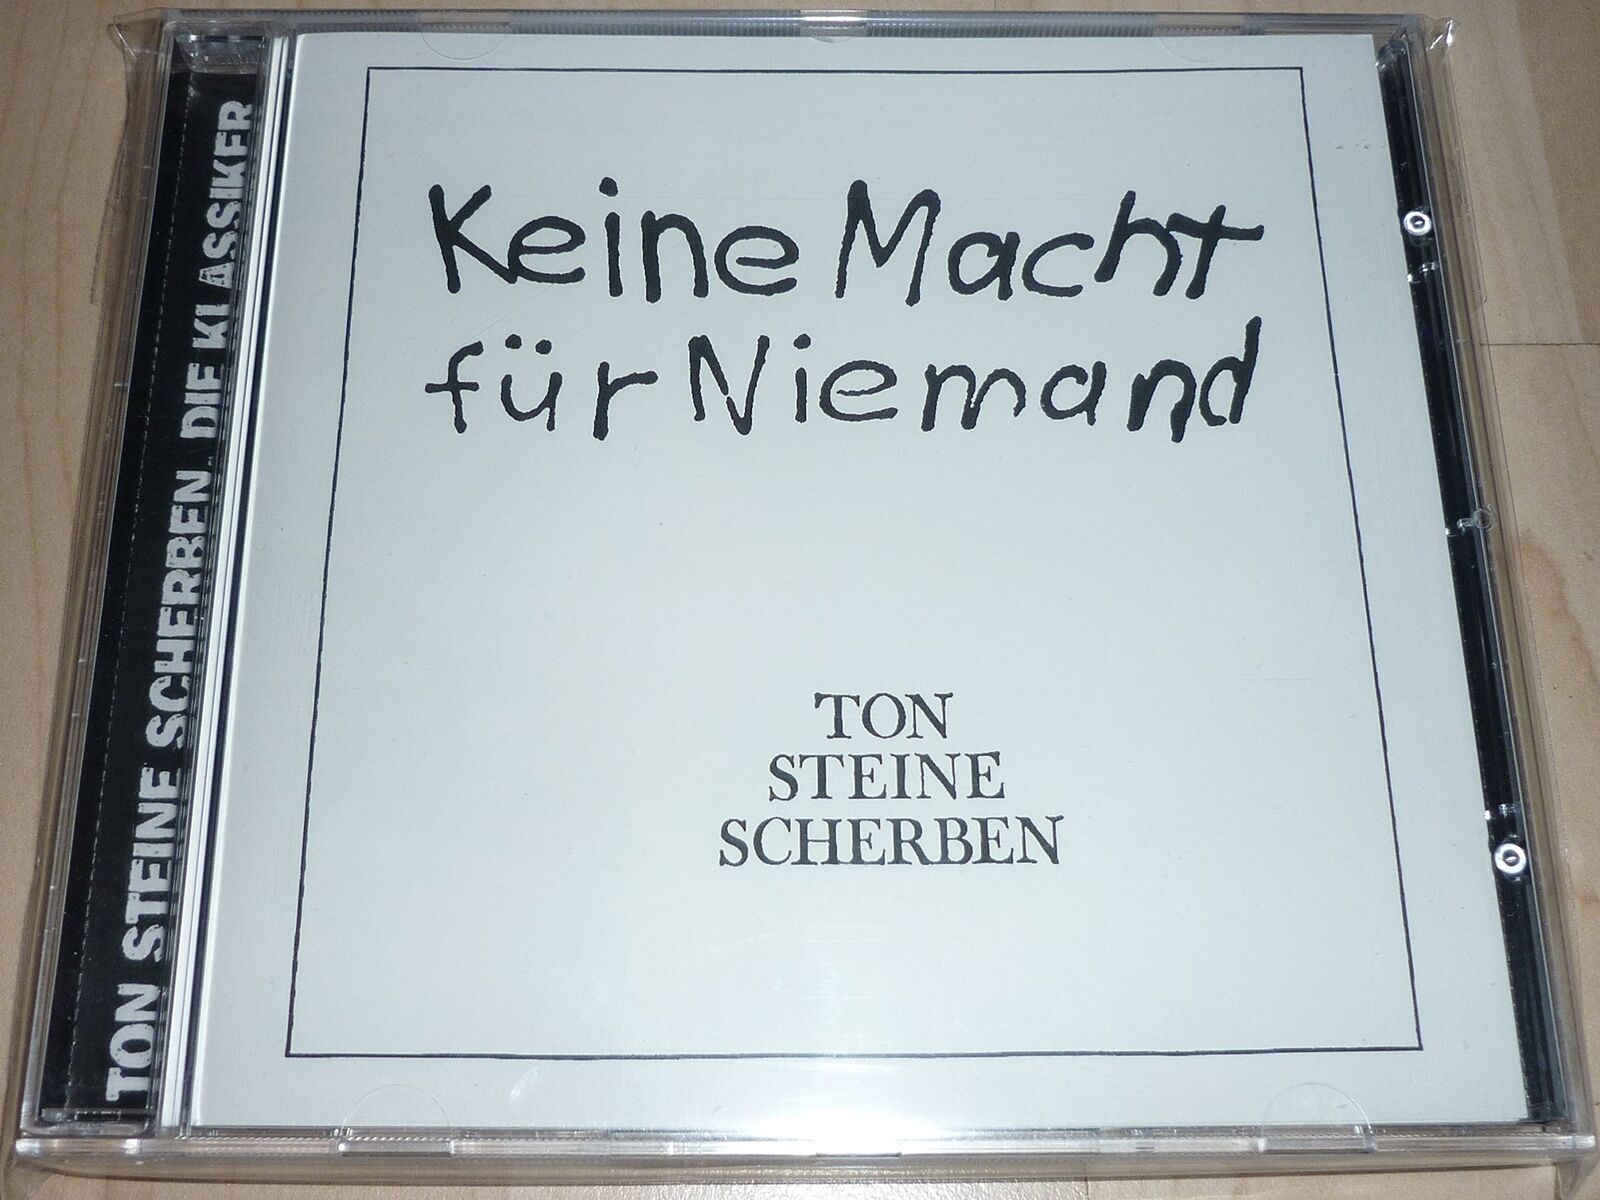 TON STEINE SCHERBEN. DIE KLASSIKER
Keine Macht
für Niemand
TON
STEINE
SCHERBEN